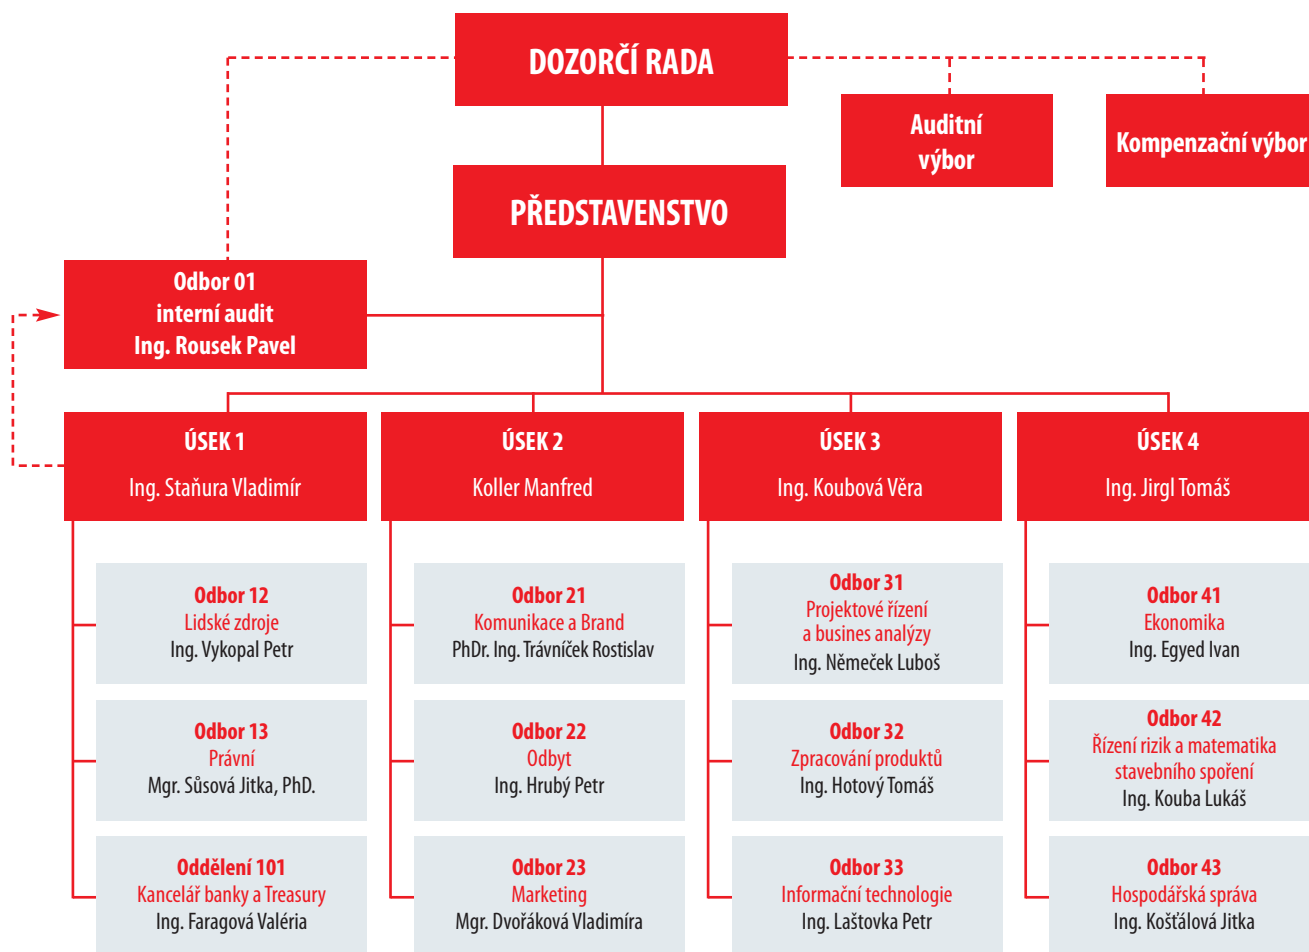 DOZORČÍ RADA
Auditní
výbor
Kompenzační výbor
PŘEDSTAVENSTVO
Odbor 01
interní audit
Ing. Rousek Pavel
ÚSEK 1
Ing. Staňura Vladimír
ÚSEK 2
Koller Manfred
ÚSEK 3
Ing. Koubová Věra
ÚSEK 4
Ing. Jirgl Tomáš
Odbor 12
Lidské zdroje
Ing. Vykopal Petr
Odbor 21
Komunikace a Brand
PhDr. Ing. Trávníček Rostislav
Odbor 31
Projektové řízení
a busines analýzy
Ing. Němeček Luboš
Odbor 41
Ekonomika
Ing. Egyed Ivan
Odbor 13
Právní
Mgr. Sůsová Jitka, PhD.
Odbor 22
Odbyt
Ing. Hrubý Petr
Odbor 32
Zpracování produktů
Ing. Hotový Tomáš
Odbor 42
Řízení rizik a matematika
stavebního spoření
Ing. Kouba Lukáš
Oddělení 101
Kancelář banky a Treasury
Ing. Faragová Valéria
Odbor 23
Marketing
Mgr. Dvořáková Vladimíra
Odbor 33
Informační technologie
Ing. Laštovka Petr
Odbor 43
Hospodářská správa
Ing. Košťálová Jitka